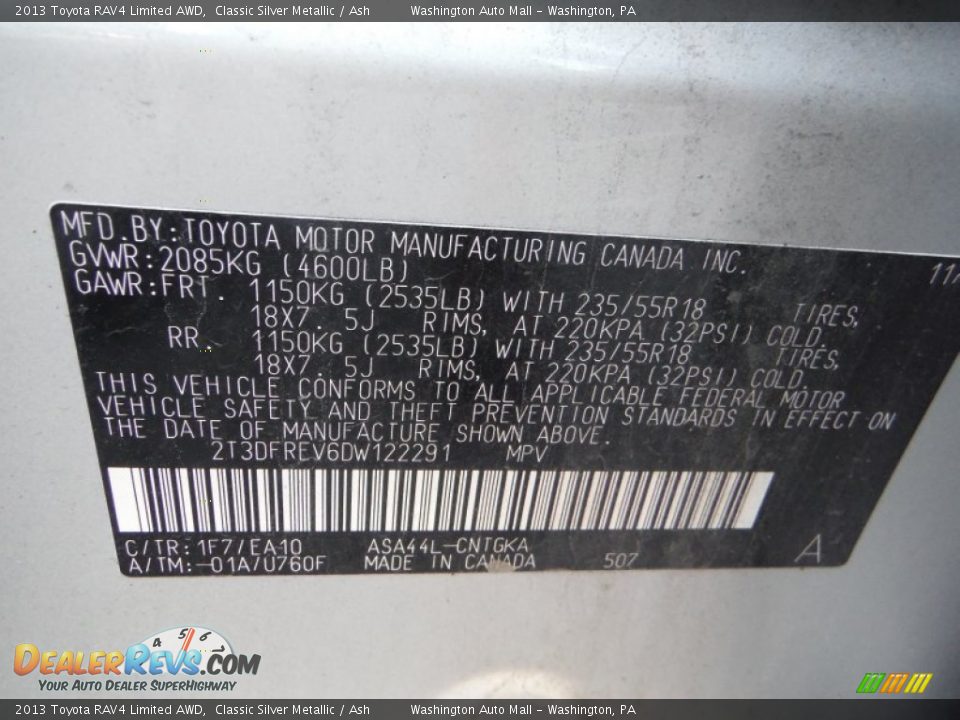 2013 Toyota RAV4 Limited AWD, Classic Silver Metallic / Ash Washington Auto Mall - Washington, PA
MFD.BY:TOYOTA MOTOR MANUFACTURING CANADA INC. 11/
GVWR:2085KG (4600LB)
GAWR:FRT. 1150KG (2535LB) WITH 235/55R18 TIRES,
18X7. 5J RIMS, AT 220KPA (32PSI) COLD.
RR. 1150KG (2535LB) WITH 235/55R18 TIRES,
18X7. 5J RIMS, AT 220KPA (32PSI) COLD.
THIS VEHICLE CONFORMS TO ALL APPLICABLE FEDERAL MOTOR
VEHICLE SAFETY AND THEFT PREVENTION STANDARDS IN EFFECT ON
THE DATE OF MANUFACTURE SHOWN ABOVE.
2T3DFREV6DW122291 MPV
C/TR:1F7/EA10 ASA44L-CNTGKA
A/TM:-01A/0760F MADE IN CANADA 507 A
4 5 6
DEALERREVS.COM
YOUR AUTO DEALER SUPERHIGHWAY
2013 Toyota RAV4 Limited AWD, Classic Silver Metallic / Ash Washington Auto Mall - Washington, PA